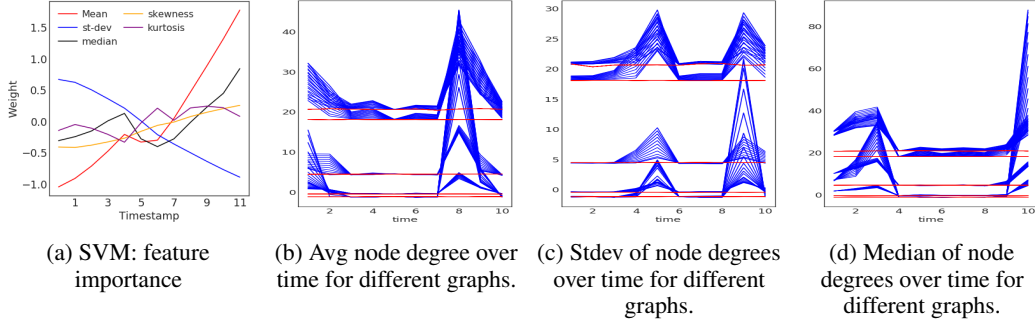 Mean
st-dev
median
skewness
kurtosis
1.5
1.0
0.5
0.0
−0.5
−1.0
Weight
1 3 5 7 9 11
Timestamp
40
30
20
10
0
2 4 6 8 10
time
30
25
20
15
10
5
0
2 4 6 8 10
time
80
60
40
20
0
2 4 6 8 10
time
(a) SVM: feature
importance
(b) Avg node degree over
time for different graphs.
(c) Stdev of node degrees
over time for different
graphs.
(d) Median of node
degrees over time for
different graphs.